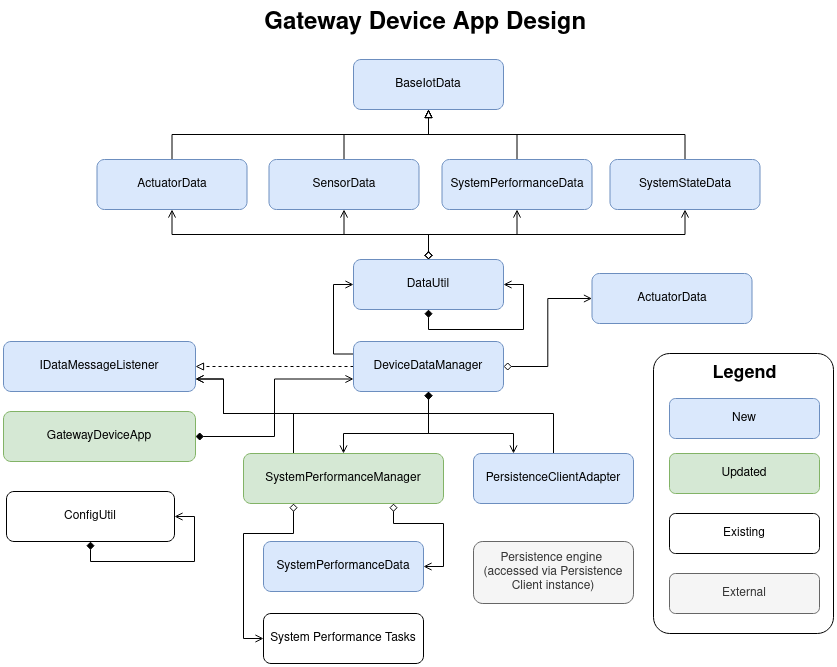 Gateway Device App Design
BaseIotData
ActuatorData
SensorData
SystemPerformanceData
SystemStateData
DataUtil
ActuatorData
IDataMessageListener
DeviceDataManager
GatewayDeviceApp
SystemPerformanceManager
PersistenceClientAdapter
ConfigUtil
SystemPerformanceData
Persistence engine
(accessed via Persistence
Client instance)
System Performance Tasks
Legend
New
Updated
Existing
External